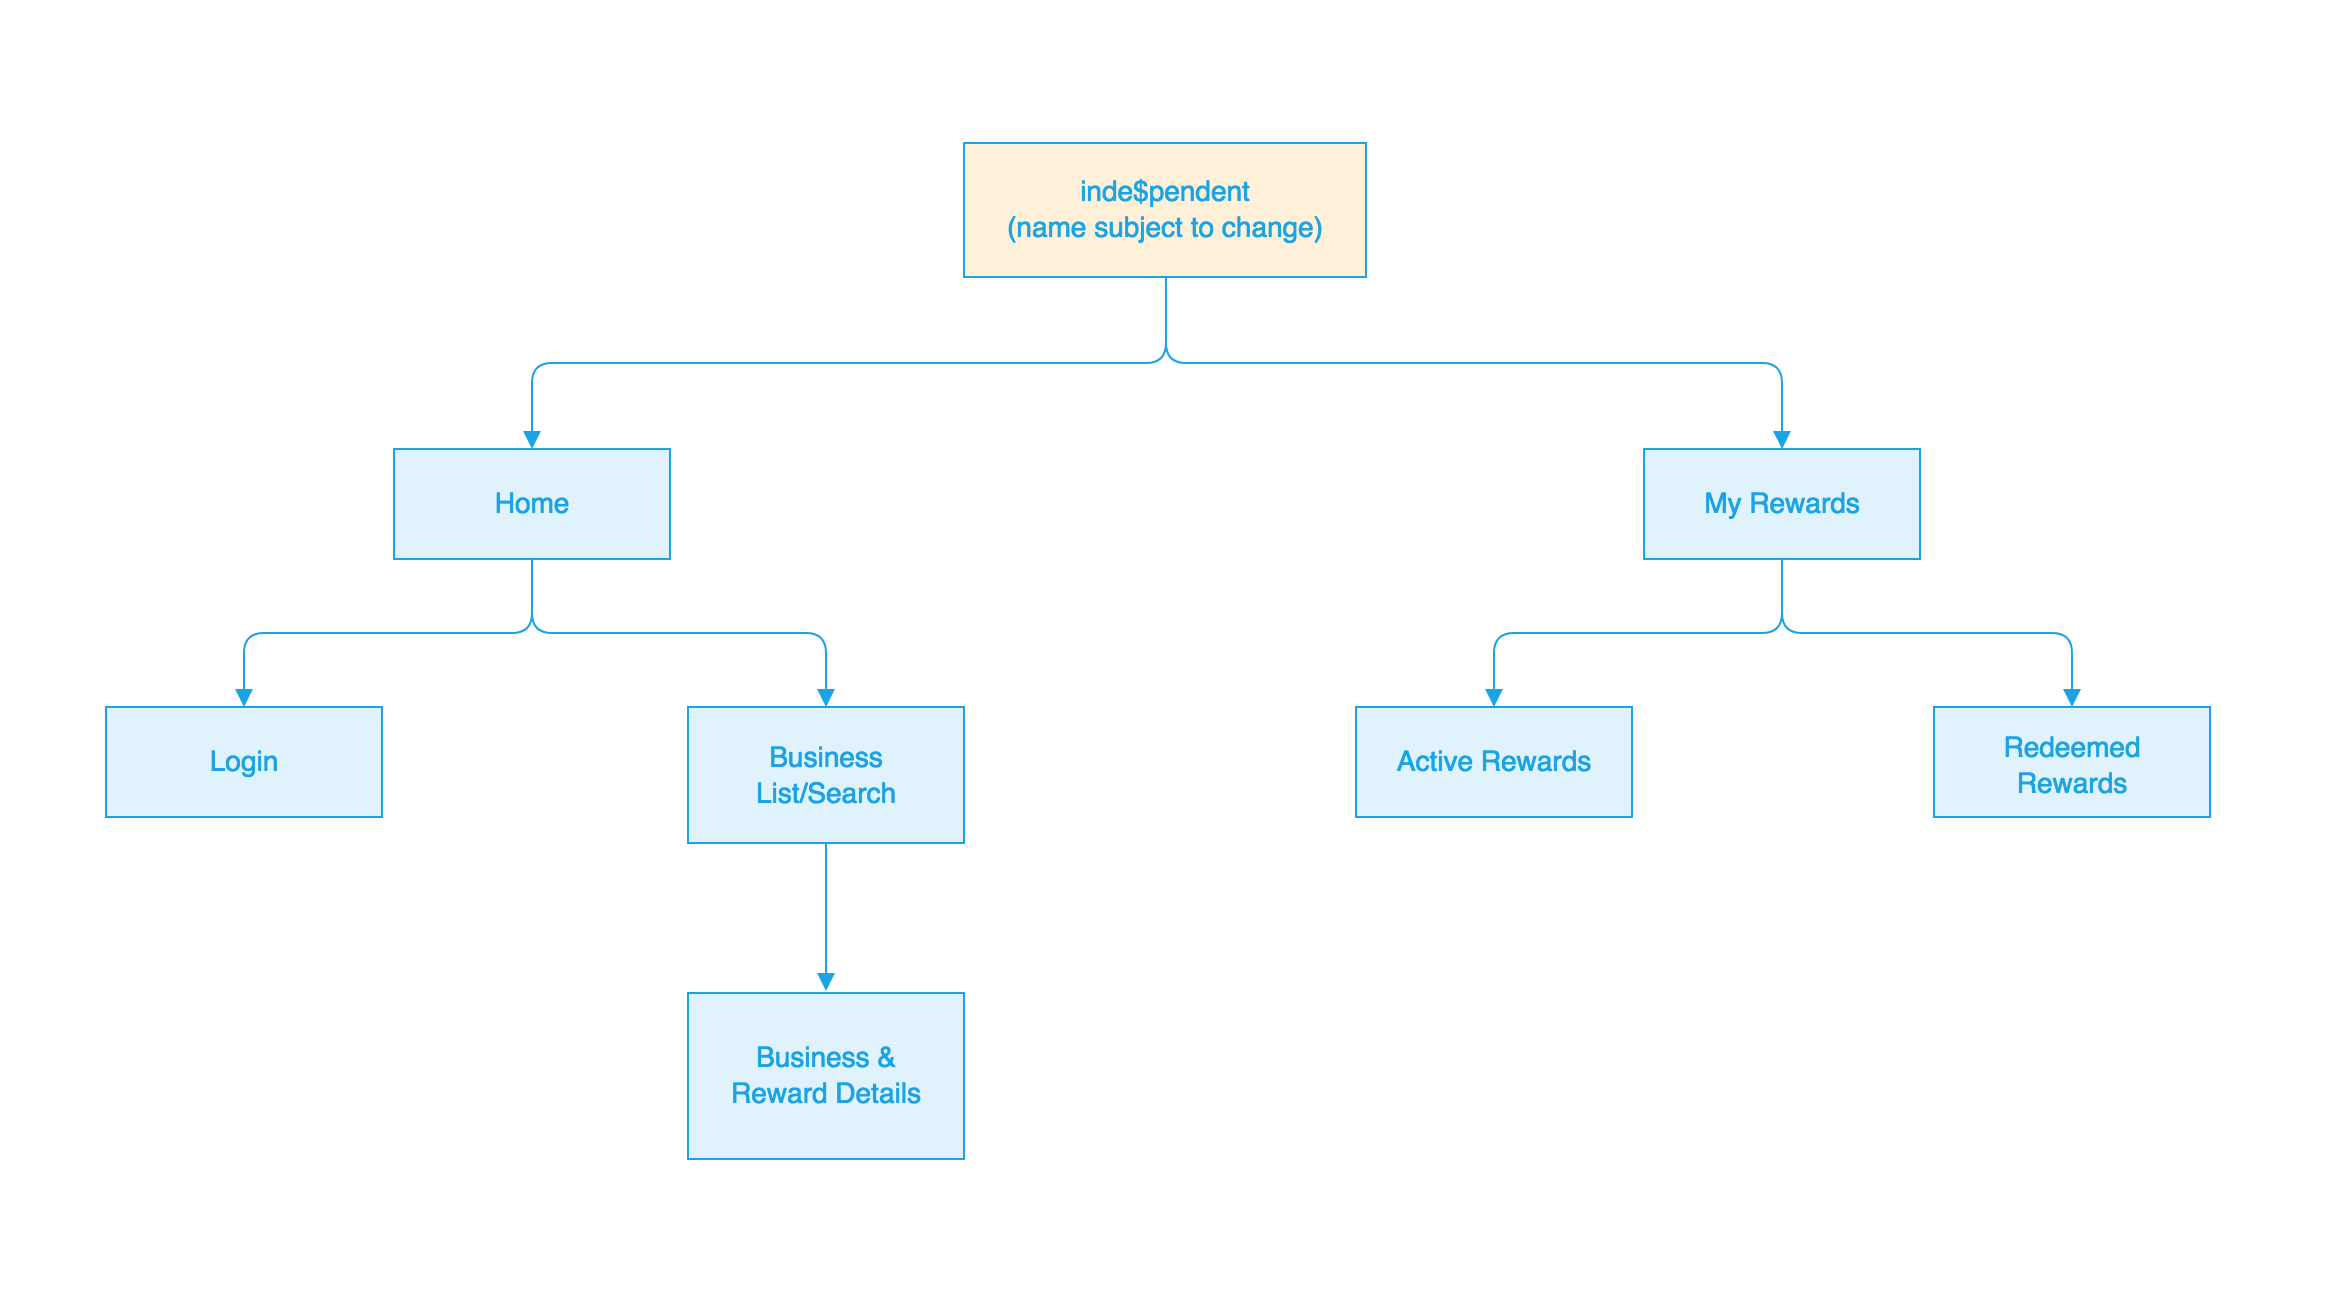 inde$pendent
(name subject to change)
Home
My Rewards
Login
Business
List/Search
Active Rewards
Redeemed
Rewards
Business &
Reward Details